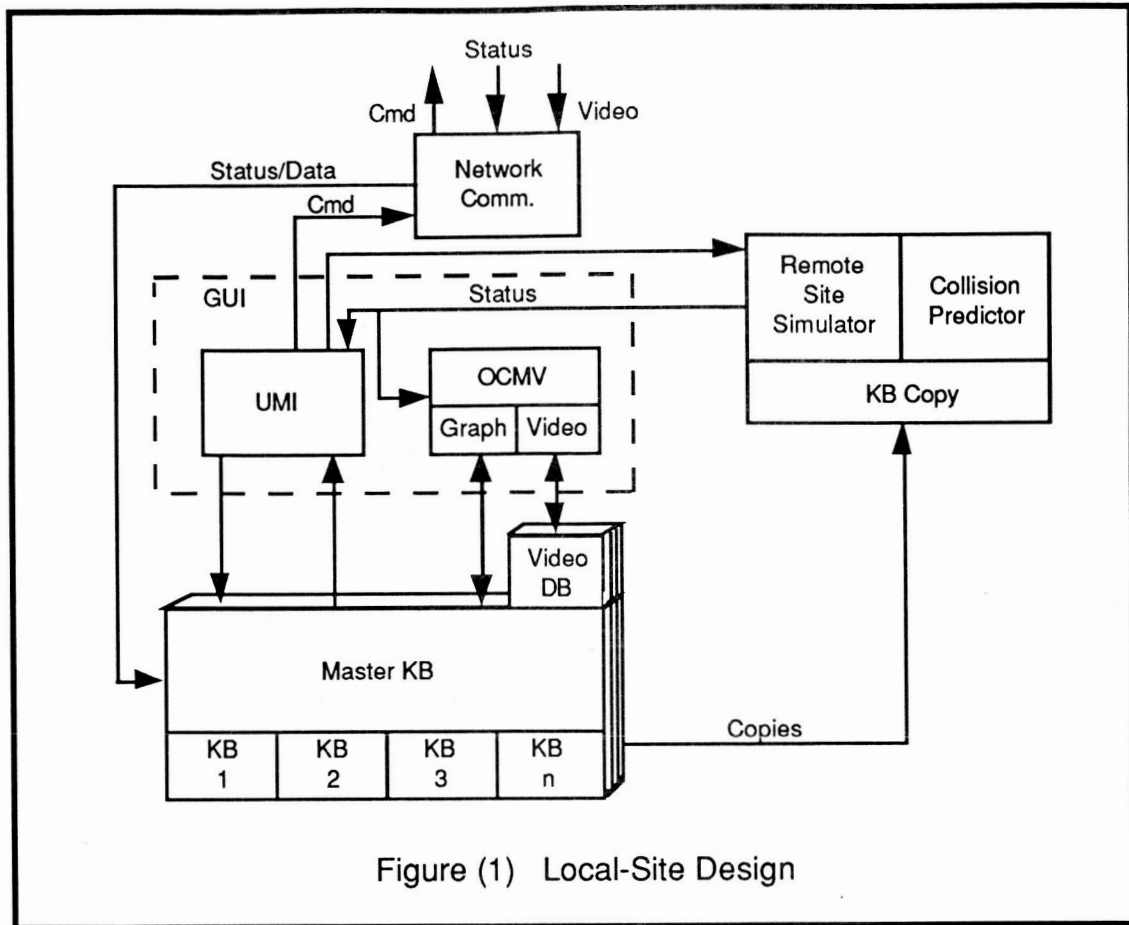 Status
Cmd
Video
Network
Comm.
Status/Data
Cmd
GUI
Status
Remote
Site
Simulator
Collision
Predictor
KB Copy
UMI
OCMV
Graph
Video
Video
DB
Master KB
KB
1
KB
2
KB
3
KB
n
Copies
Figure (1) Local-Site Design